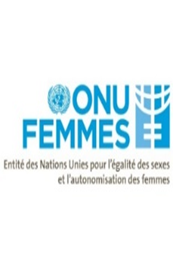 ONU
FEMMES
Entité des Nations Unies pour l'égalité des sexes
et l'autonomisation des femmes